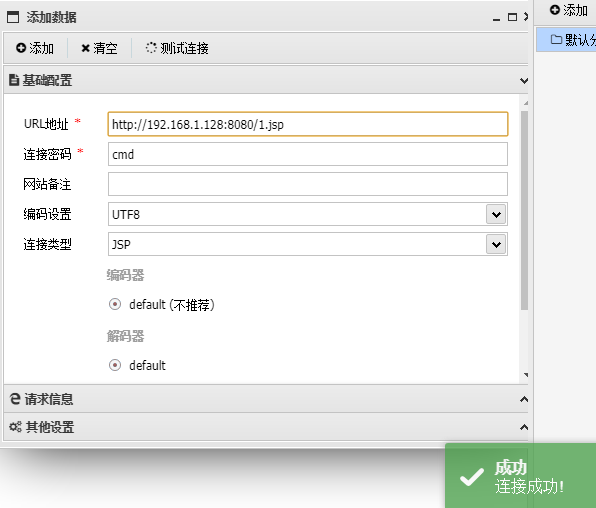 添加数据
添加 清空 测试连接
基础配置
URL地址 * http://192.168.1.128:8080/1.jsp
连接密码 * cmd
网站备注
编码设置 UTF8
连接类型 JSP
编码器
default (不推荐)
解码器
default
请求信息
其他设置
添加
默认分
成功
连接成功!